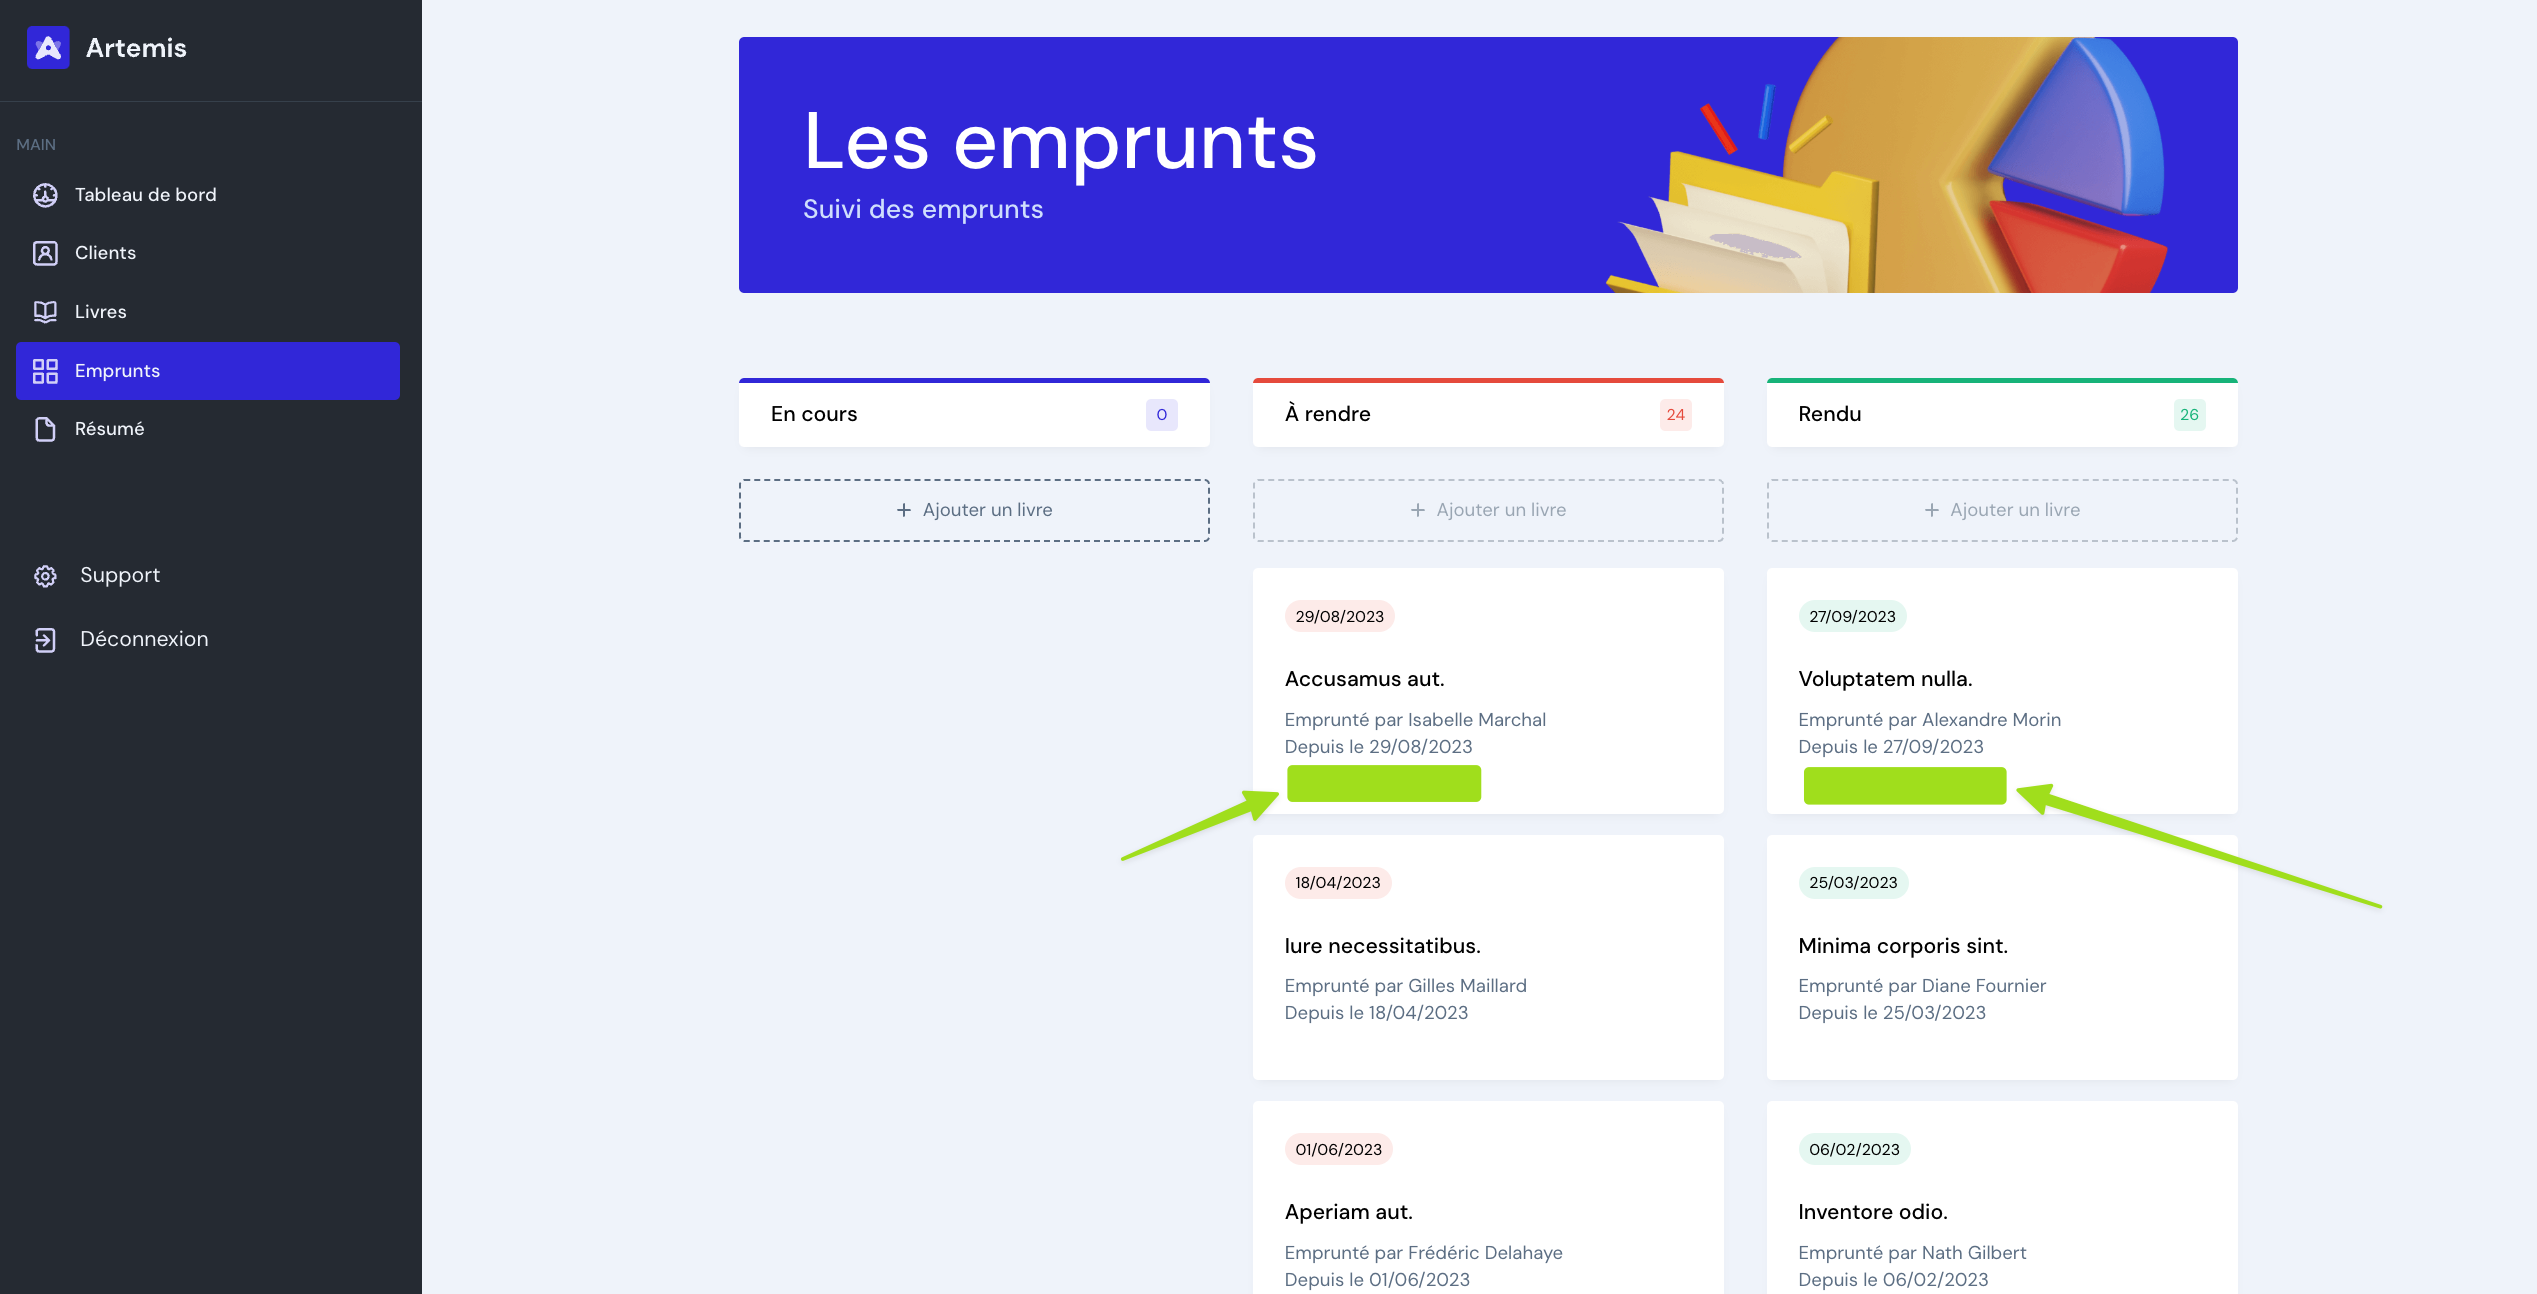 Artemis
MAIN
Tableau de bord
Clients
Livres
Emprunts
Résumé
Support
Déconnexion
Les emprunts
Suivi des emprunts
En cours
0
+ Ajouter un livre
À rendre
24
+ Ajouter un livre
29/08/2023
Accusamus aut.
Emprunté par Isabelle Marchal
Depuis le 29/08/2023
18/04/2023
Iure necessitatibus.
Emprunté par Gilles Maillard
Depuis le 18/04/2023
01/06/2023
Aperiam aut.
Emprunté par Frédéric Delahaye
Depuis le 01/06/2023
Rendu
26
+ Ajouter un livre
27/09/2023
Voluptatem nulla.
Emprunté par Alexandre Morin
Depuis le 27/09/2023
25/03/2023
Minima corporis sint.
Emprunté par Diane Fournier
Depuis le 25/03/2023
06/02/2023
Inventore odio.
Emprunté par Nath Gilbert
Depuis le 06/02/2023